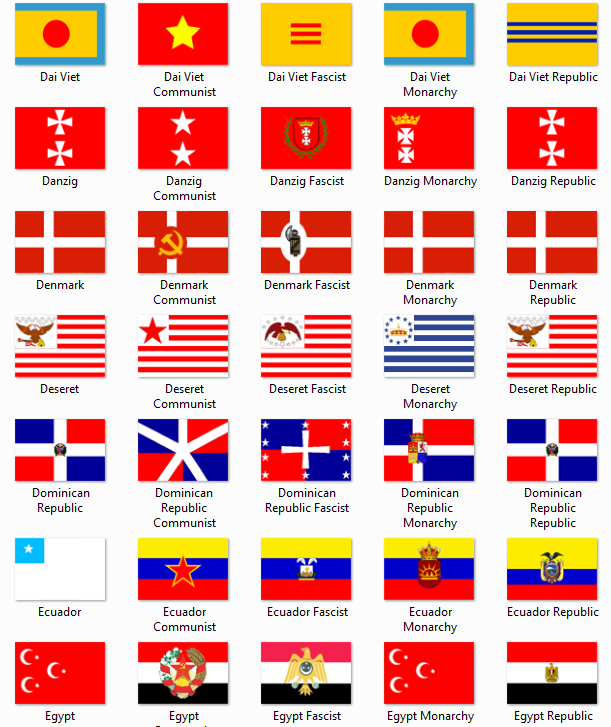 Dai Viet
Dai Viet
Communist
Dai Viet Fascist
Dai Viet
Monarchy
Dai Viet Republic
Danzig
Danzig
Communist
Danzig Fascist
Danzig Monarchy
Danzig Republic
Denmark
Denmark
Communist
Denmark Fascist
Denmark
Monarchy
Denmark
Republic
Deseret
Deseret
Communist
Deseret Fascist
Deseret
Monarchy
Deseret Republic
Dominican
Republic
Dominican
Republic
Communist
Dominican
Republic Fascist
Dominican
Republic
Monarchy
Dominican
Republic
Republic
Ecuador
Ecuador
Communist
Ecuador Fascist
Ecuador
Monarchy
Ecuador Republic
Egypt
Egypt
Egypt Fascist
Egypt Monarchy
Egypt Republic